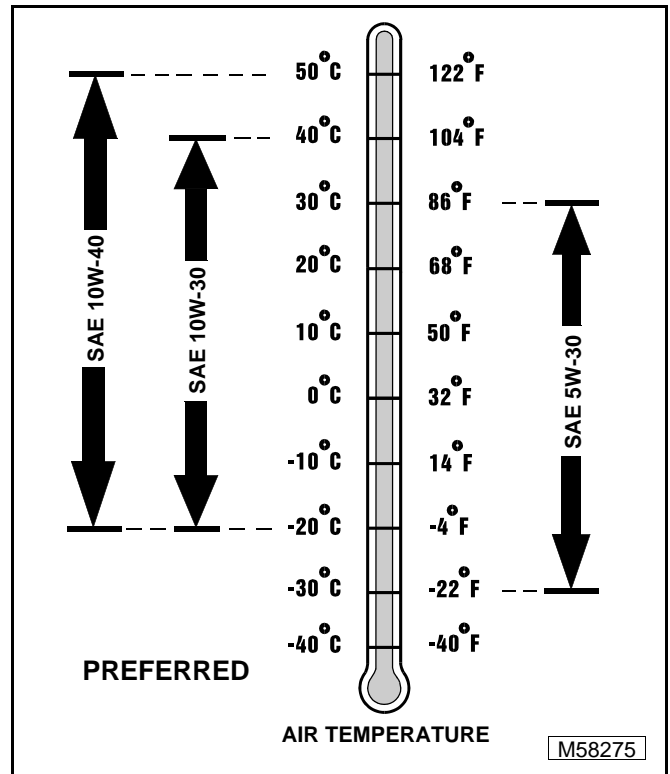 50°C 122°F
40°C 104°F
30°C 86°F
20°C 68°F
10°C 50°F
0°C 32°F
-10°C 14°F
-20°C -4°F
-30°C -22°F
-40°C -40°F
SAE 10W-40
SAE 10W-30
SAE 5W-30
PREFERRED
AIR TEMPERATURE
M58275